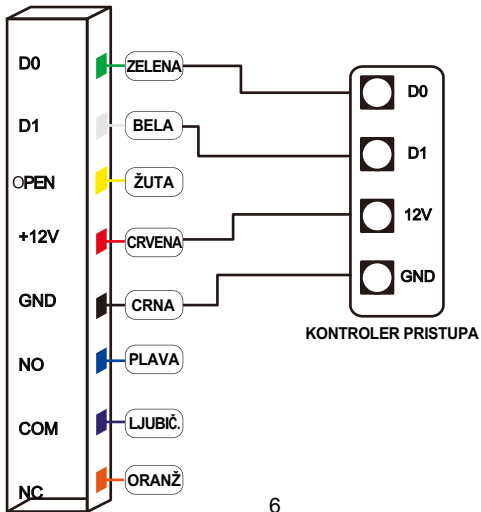 D0 ZELENA D0
D1 BELA D1
OPEN ŽUTA
+12V CRVENA 12V
GND CRNA GND
KONTROLER PRISTUPA
NO PLAVA
COM LJUBIČ.
NC ORANŽ
6